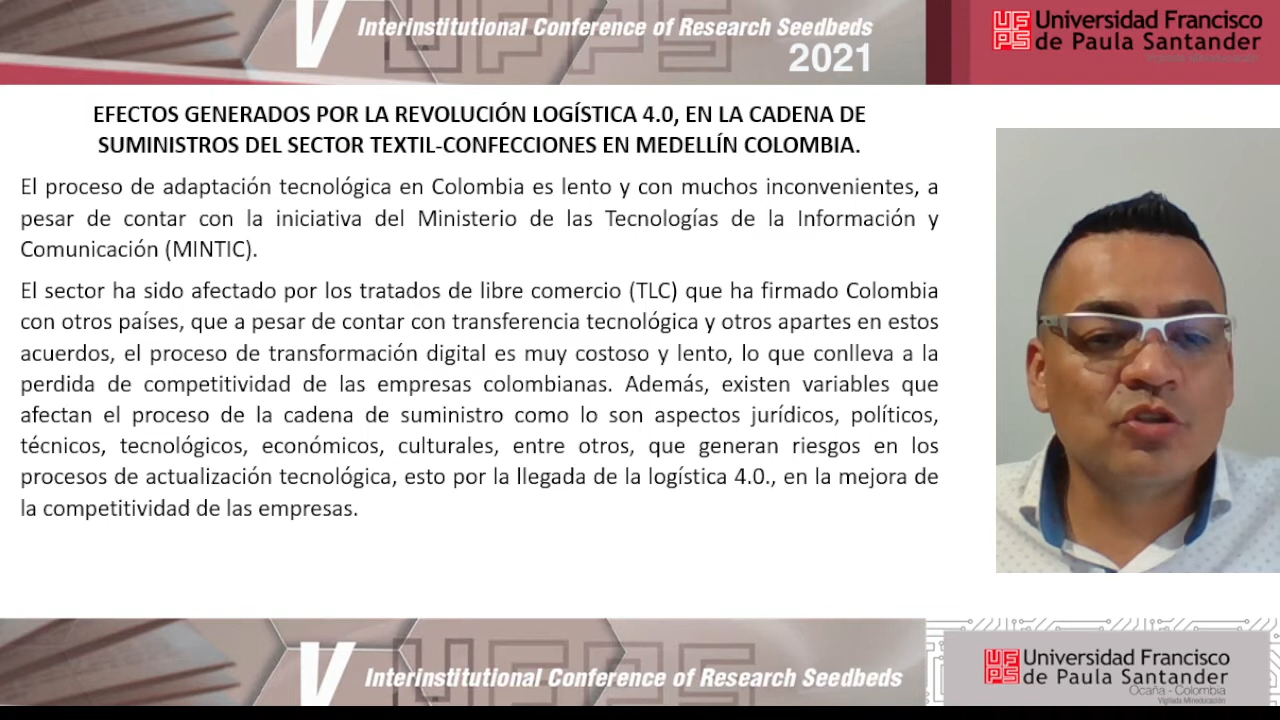 V
Interinstitutional Conference of Research Seedbeds
UFPS
2021
UFPS
Universidad Francisco
de Paula Santander
EFECTOS GENERADOS POR LA REVOLUCIÓN LOGÍSTICA 4.0, EN LA CADENA DE
SUMINISTROS DEL SECTOR TEXTIL-CONFECCIONES EN MEDELLÍN COLOMBIA.
El proceso de adaptación tecnológica en Colombia es lento y con muchos inconvenientes, a
pesar de contar con la iniciativa del Ministerio de las Tecnologías de la Información y
Comunicación (MINTIC).
El sector ha sido afectado por los tratados de libre comercio (TLC) que ha firmado Colombia
con otros países, que a pesar de contar con transferencia tecnológica y otros apartes en estos
acuerdos, el proceso de transformación digital es muy costoso y lento, lo que conlleva a la
perdida de competitividad de las empresas colombianas. Además, existen variables que
afectan el proceso de la cadena de suministro como lo son aspectos jurídicos, políticos,
técnicos, tecnológicos, económicos, culturales, entre otros, que generan riesgos en los
procesos de actualización tecnológica, esto por la llegada de la logística 4.0., en la mejora de
la competitividad de las empresas.
V
UFPS
Interinstitutional Conference of Research Seedbeds
UFPS
Universidad Francisco
de Paula Santander
Ocaña - Colombia
Vigilada Mineducación